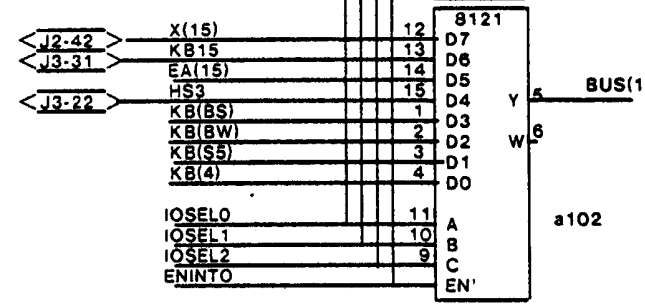 8121
X(15) 12 D7
J2-42
KB15 13 D6
J3-31
EA(15) 14 D5
HS3 15 D4 Y 5 BUS(1
J3-22
KB(BS) 1 D3
KB(BW) 2 D2 W 6
KB(S5) 3 D1
KB(4) 4 D0
IOSEL0 11 A a102
IOSEL1 10 B
IOSEL2 9 C
ENINTO EN'